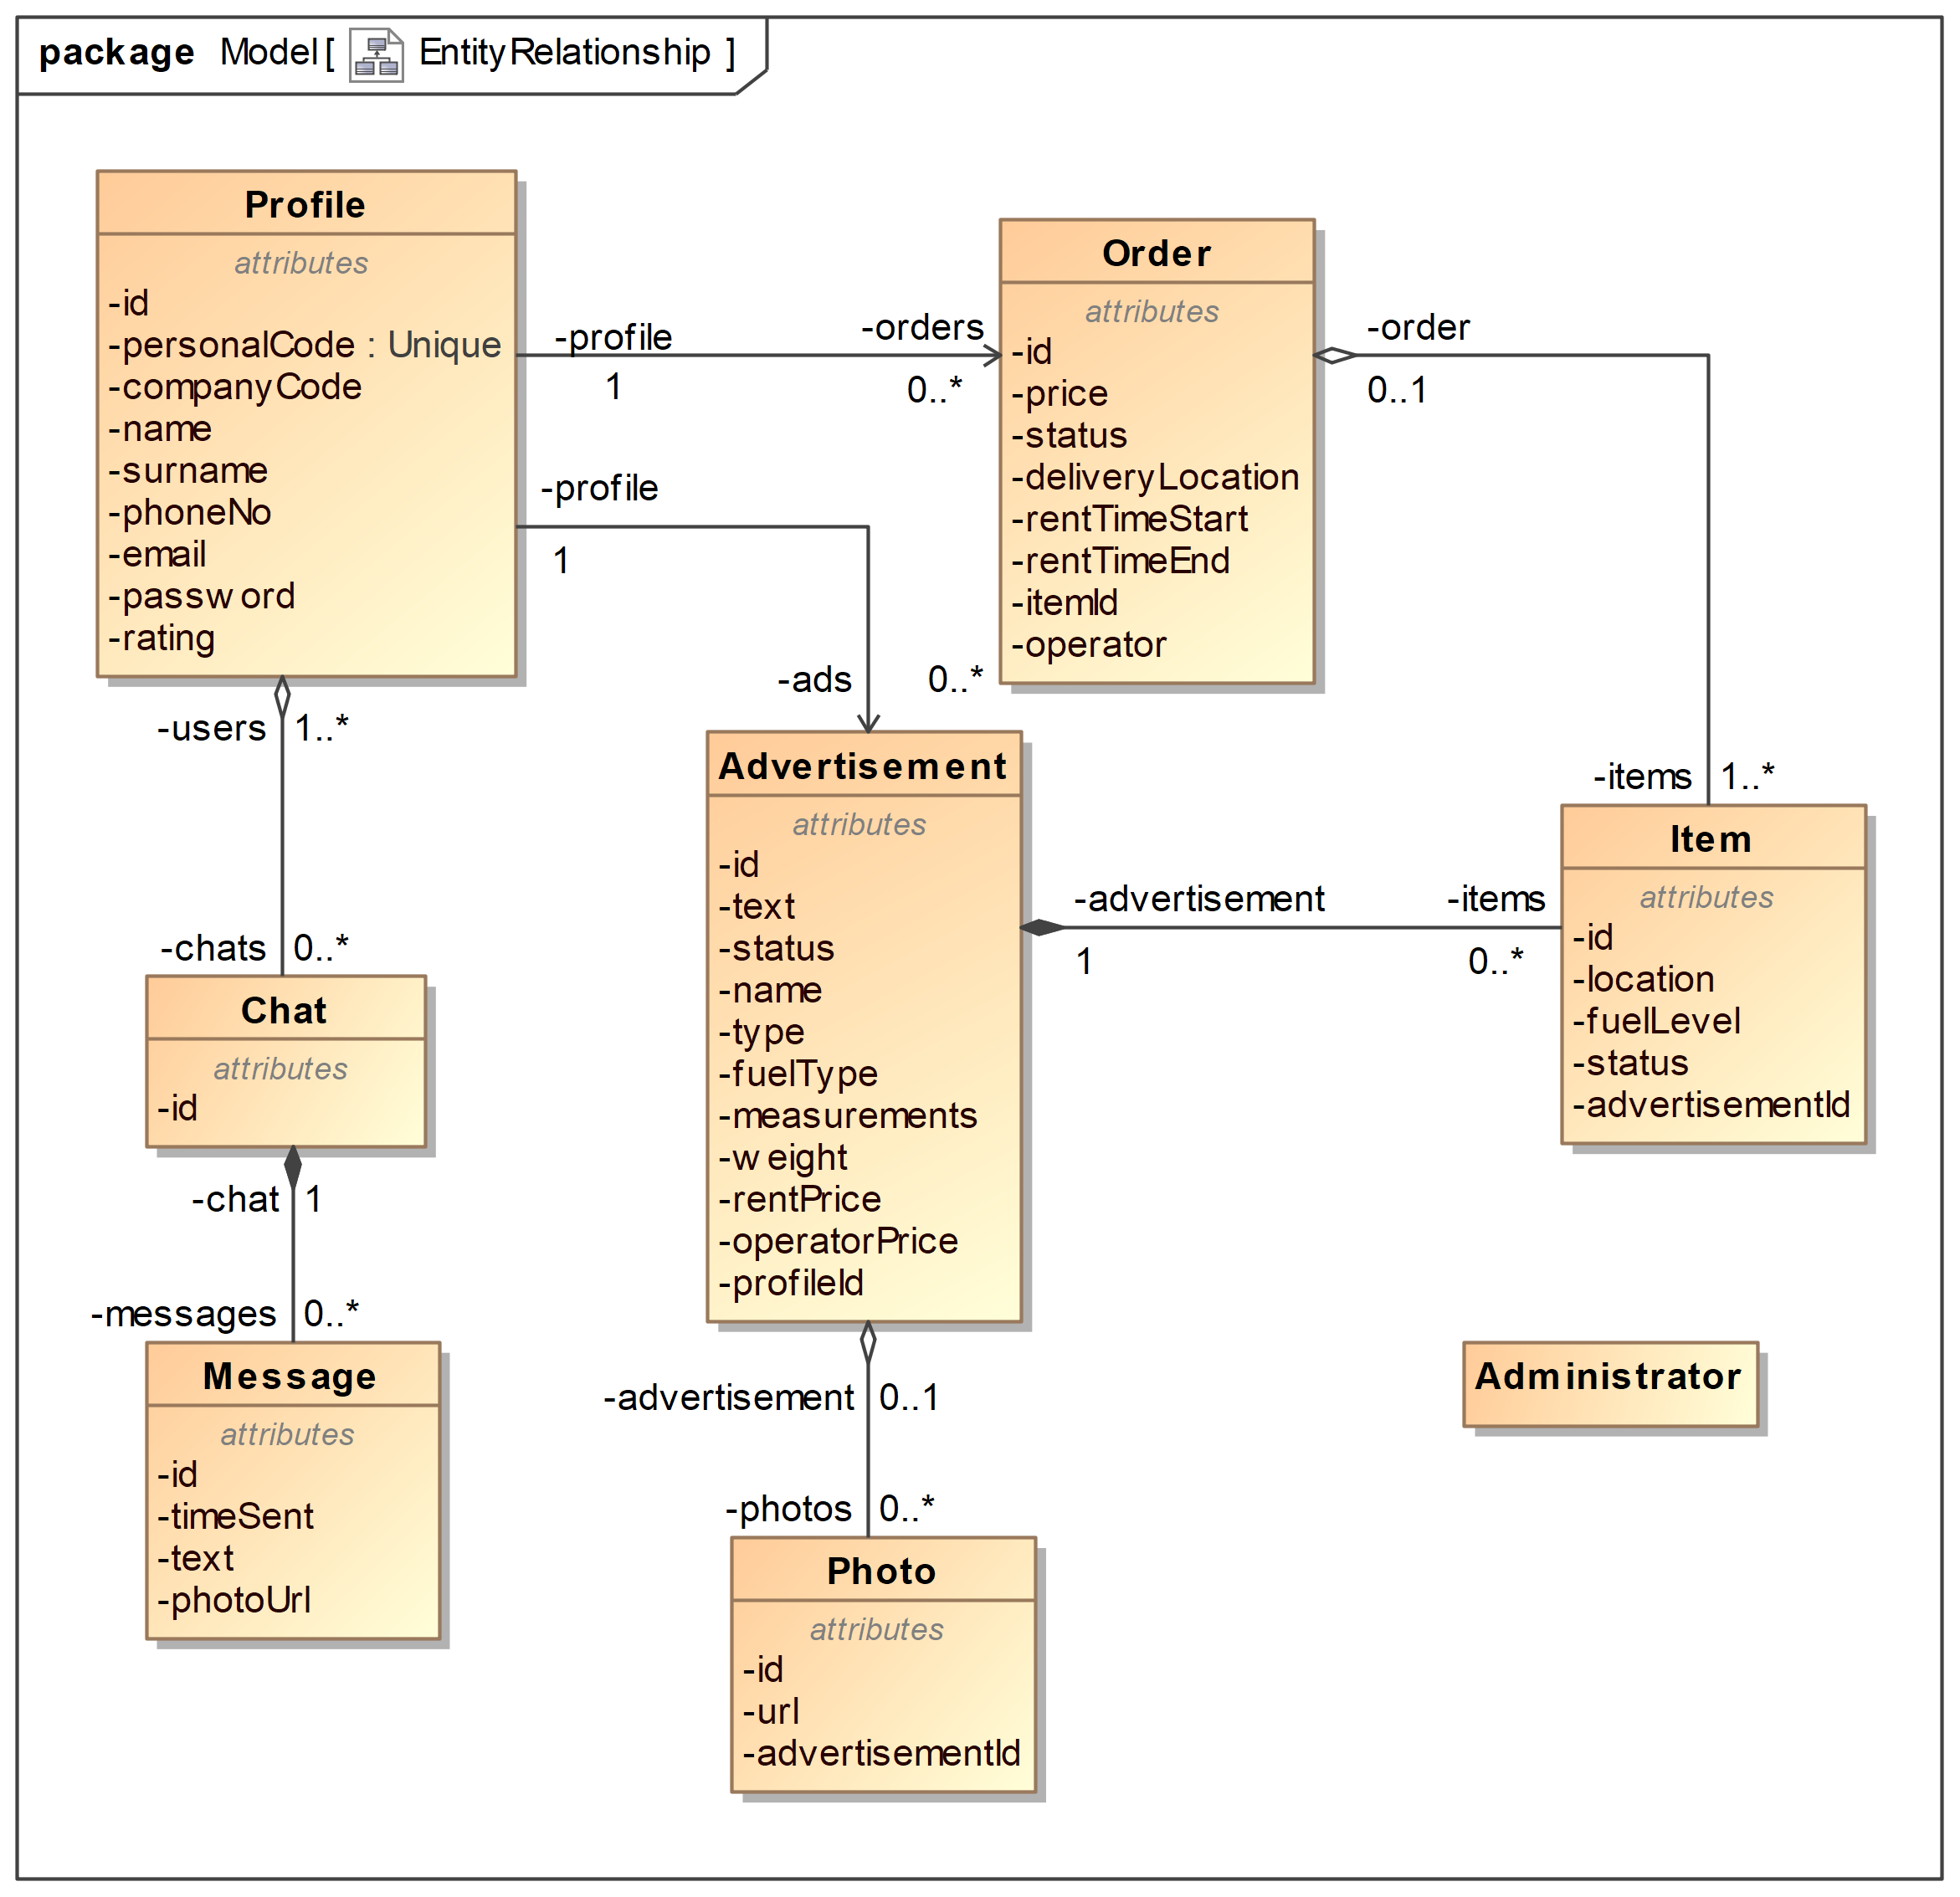 package Model [ EntityRelationship ]
Profile
attributes
-id
-personalCode : Unique
-companyCode
-name
-surname
-phoneNo
-email
-password
-rating
-profile
1
-orders
0..*
-profile
1
-ads
0..*
Order
attributes
-id
-price
-status
-deliveryLocation
-rentTimeStart
-rentTimeEnd
-itemId
-operator
-order
0..1
-items 1..*
-users 1..*
-chats 0..*
Chat
attributes
-id
-chat 1
-messages 0..*
Message
attributes
-id
-timeSent
-text
-photoUrl
Advertisement
attributes
-id
-text
-status
-name
-type
-fuelType
-measurements
-weight
-rentPrice
-operatorPrice
-profileId
-advertisement
1
-items
0..*
Item
attributes
-id
-location
-fuelLevel
-status
-advertisementId
-advertisement 0..1
-photos 0..*
Photo
attributes
-id
-url
-advertisementId
Administrator